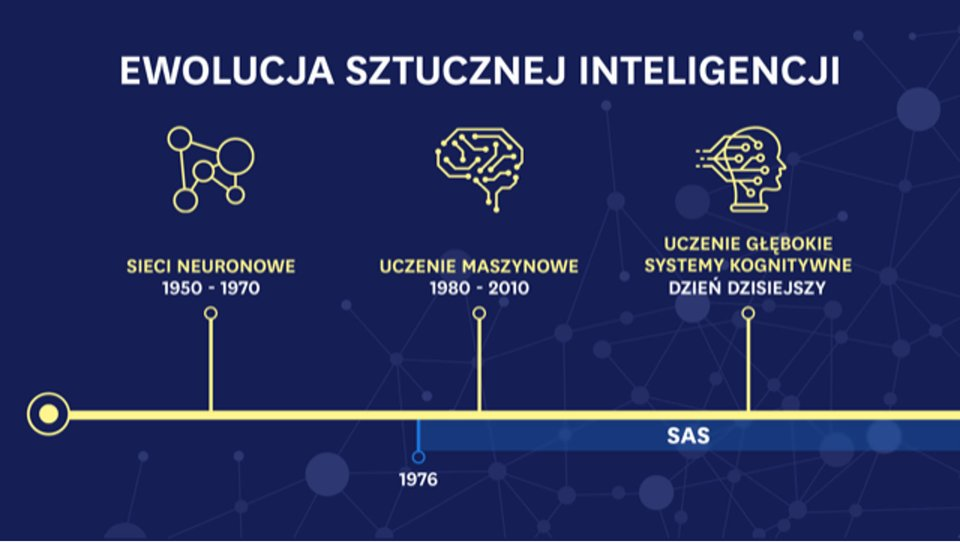 EWOLUCJA SZTUCZNEJ INTELIGENCJI
SIECI NEURONOWE
1950 - 1970
UCZENIE MASZYNOWE
1980 - 2010
UCZENIE GŁĘBOKIE
SYSTEMY KOGNITYWNE
DZIEŃ DZISIEJSZY
SAS
1976